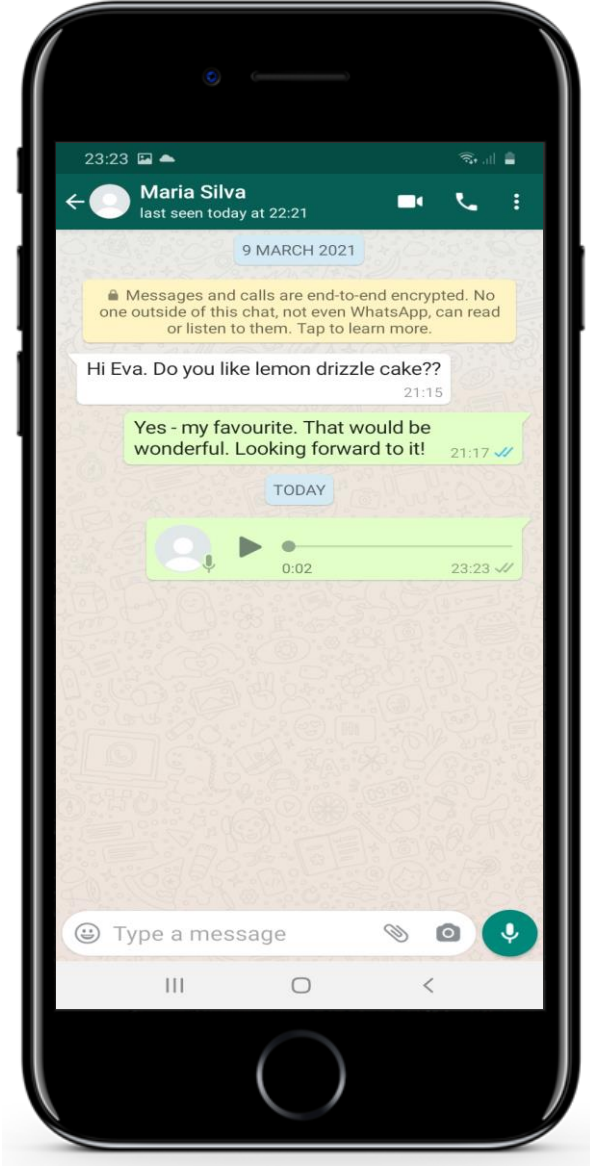 23:23
Maria Silva
last seen today at 22:21
9 MARCH 2021
Messages and calls are end-to-end encrypted. No
one outside of this chat, not even WhatsApp, can read
or listen to them. Tap to learn more.
Hi Eva. Do you like lemon drizzle cake??
21:15
Yes - my favourite. That would be
wonderful. Looking forward to it! 21:17
TODAY
0:02 23:23
Type a message